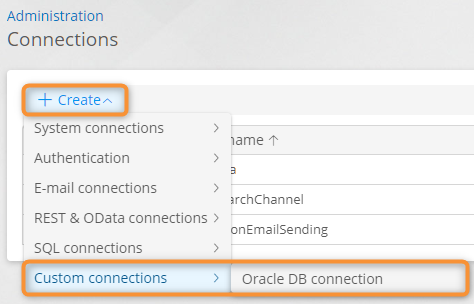 Administration
Connections
+ Create
System connections
name ↑
Authentication
a
E-mail connections
archChannel
REST & OData connections
onEmailSending
SQL connections
Custom connections
Oracle DB connection